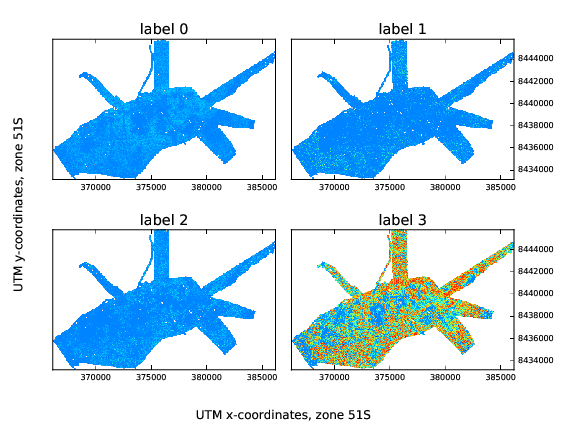 label 0
label 1
8444000
8442000
8440000
8438000
8436000
8434000
370000 375000 380000 385000
370000 375000 380000 385000
UTM y-coordinates, zone 51S
label 2
label 3
8444000
8442000
8440000
8438000
8436000
8434000
370000 375000 380000 385000
370000 375000 380000 385000
UTM x-coordinates, zone 51S